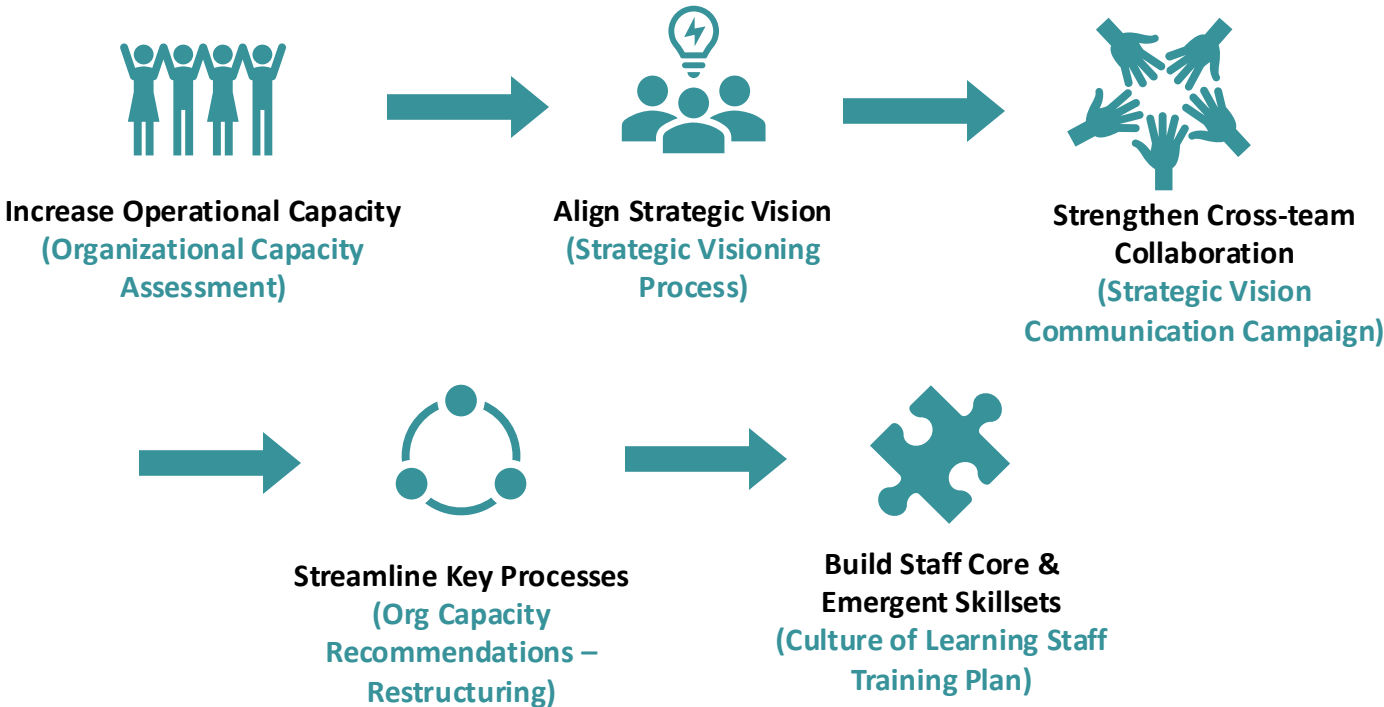 Increase Operational Capacity
(Organizational Capacity
Assessment)
Align Strategic Vision
(Strategic Visioning
Process)
Strengthen Cross-team
Collaboration
(Strategic Vision
Communication Campaign)
Streamline Key Processes
(Org Capacity
Recommendations –
Restructuring)
Build Staff Core &
Emergent Skillsets
(Culture of Learning Staff
Training Plan)